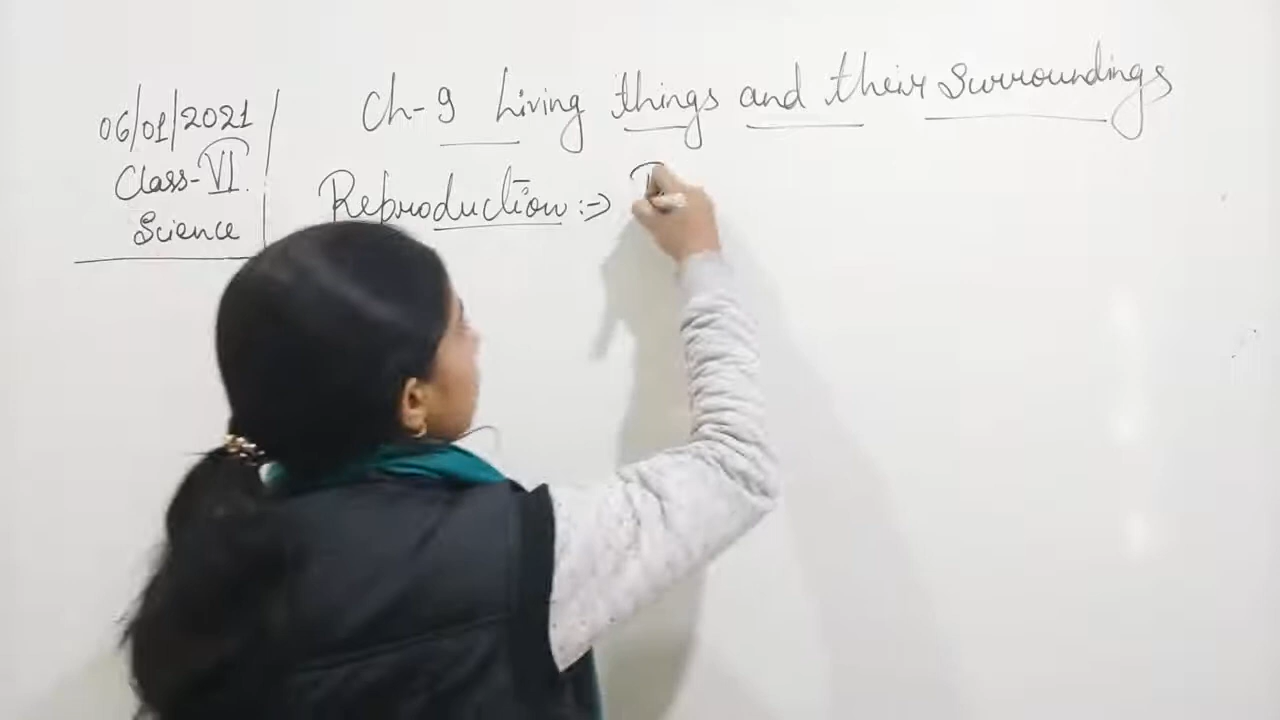 06/01/2021
Class-VI.
Science
Ch-9 Living things and their surroundings
Reproduction :->